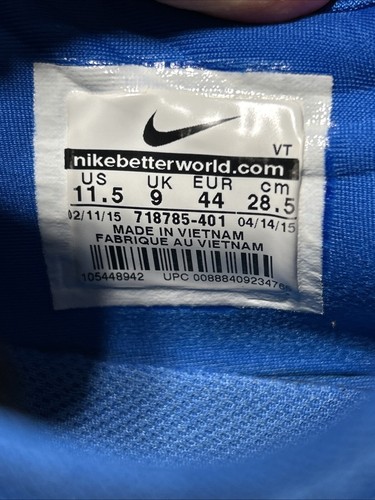 VT
nikebetterworld.com
US UK EUR cm
11.5 9 44 28.5
02/11/15 718785-401 04/14/15
MADE IN VIETNAM
FABRIQUE AU VIETNAM
105448942 UPC 00888409234766